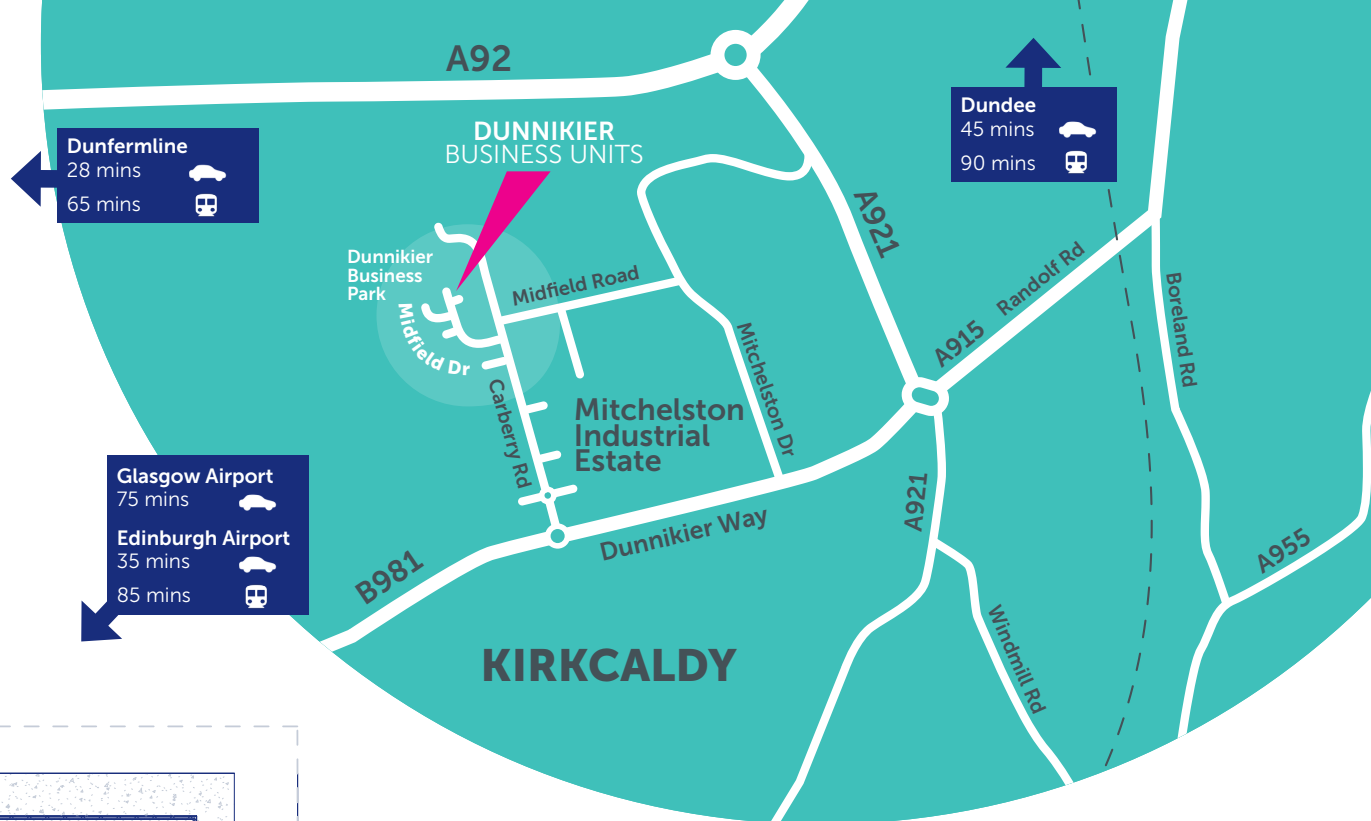 A92
DUNNIKIER
BUSINESS UNITS
Dundee
45 mins
90 mins
Dunfermline
28 mins
65 mins
A921
Dunnikier
Business
Park
Midfield Road
Randolf Rd
Boreland Rd
Midfield Dr
A915
Mitchelston Dr
Carberry Rd
Mitchelston
Industrial
Estate
Glasgow Airport
75 mins
Edinburgh Airport
35 mins
85 mins
A921
Dunnikier Way
B981
A955
KIRKCALDY
Windmill Rd